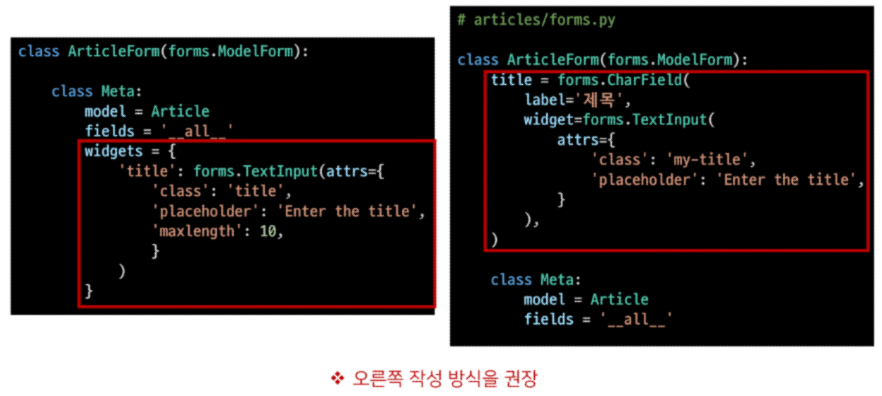 class ArticleForm(forms.ModelForm):
    class Meta:
        model = Article
        fields = '__all__'
        widgets = {
            'title': forms.TextInput(attrs={
                'class': 'title',
                'placeholder': 'Enter the title',
                'maxlength': 10,
                }
            )
        }
# articles/forms.py
class ArticleForm(forms.ModelForm):
    title = forms.CharField(
        label='제목',
        widget=forms.TextInput(
            attrs={
                'class': 'my-title',
                'placeholder': 'Enter the title',
            }
        ),
    )
    class Meta:
        model = Article
        fields = '__all__'
❖ 오른쪽 작성 방식을 권장